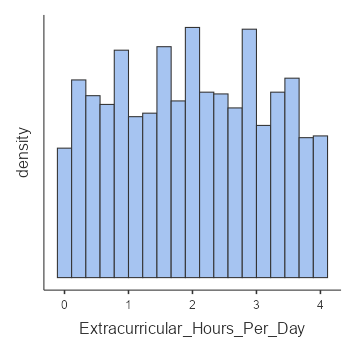 density
0 1 2 3 4
Extracurricular_Hours_Per_Day